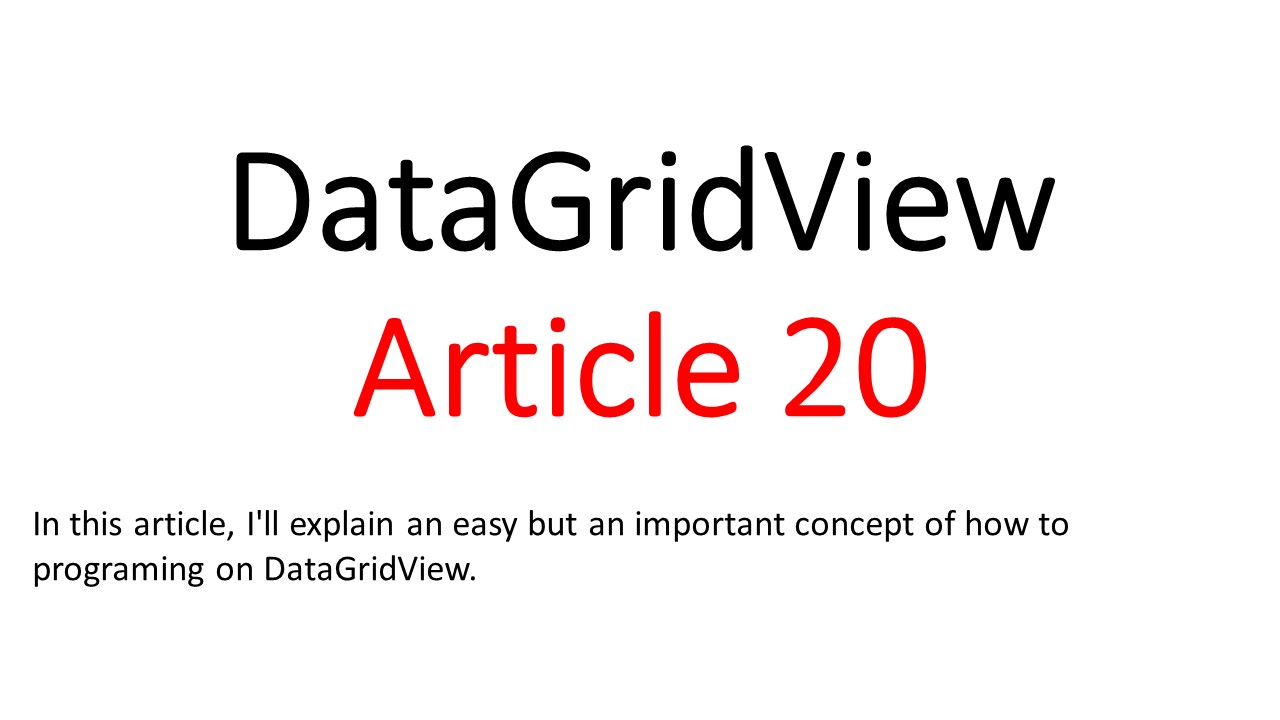 DataGridView
Article 20
In this article, I'll explain an easy but an important concept of how to
programing on DataGridView.